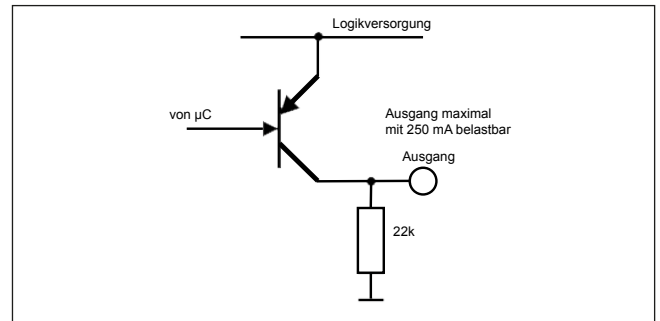 Logikversorgung
von µC
Ausgang maximal
mit 250 mA belastbar
Ausgang
22k